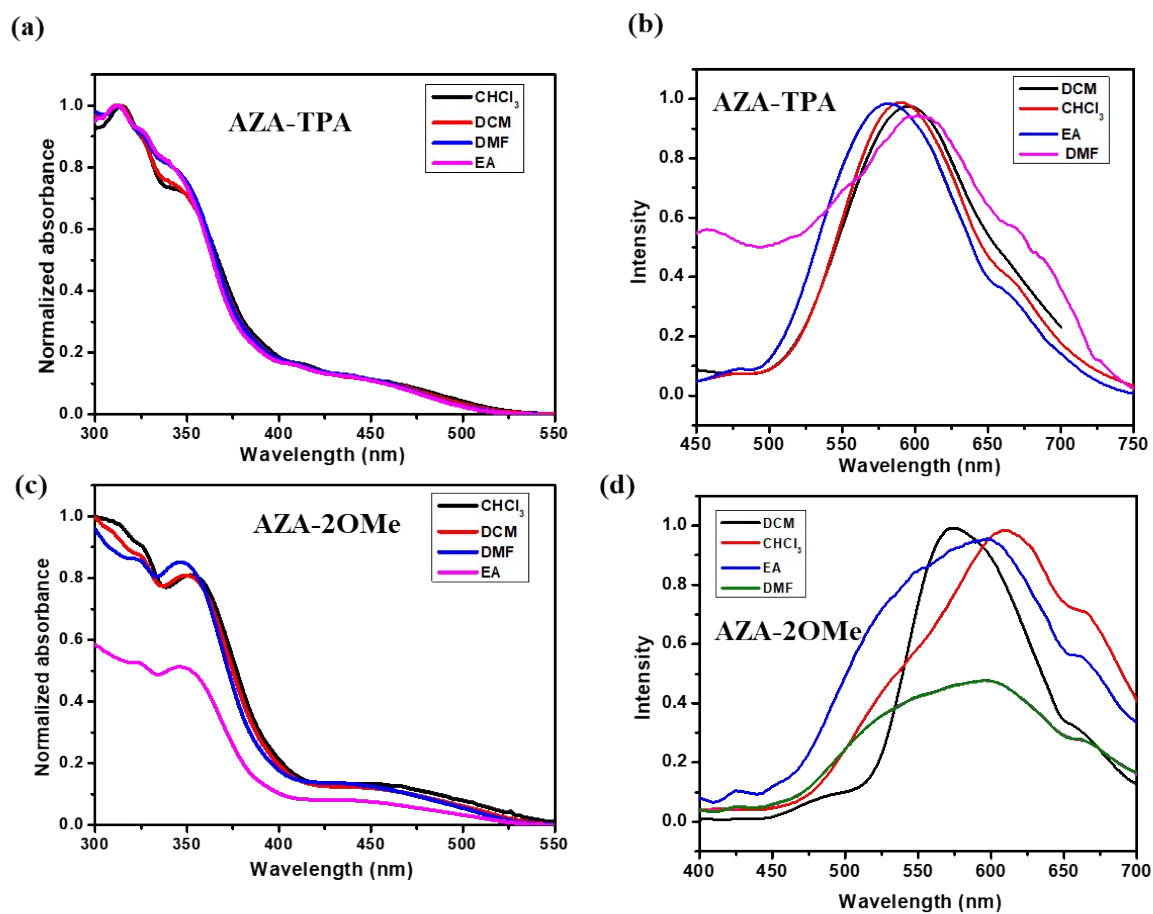 (a)
AZA-TPA
CHCl3
DCM
DMF
EA
Normalized absorbance
1.0
0.8
0.6
0.4
0.2
0.0
300 350 400 450 500 550
Wavelength (nm)
(b)
AZA-TPA
DCM
CHCl3
EA
DMF
Intensity
1.0
0.8
0.6
0.4
0.2
0.0
450 500 550 600 650 700 750
Wavelength (nm)
(c)
AZA-2OMe
CHCl3
DCM
DMF
EA
Normalized absorbance
1.0
0.8
0.6
0.4
0.2
0.0
300 350 400 450 500 550
Wavelength (nm)
(d)
DCM
CHCl3
EA
DMF
AZA-2OMe
Intensity
1.0
0.8
0.6
0.4
0.2
0.0
400 450 500 550 600 650 700
Wavelength (nm)